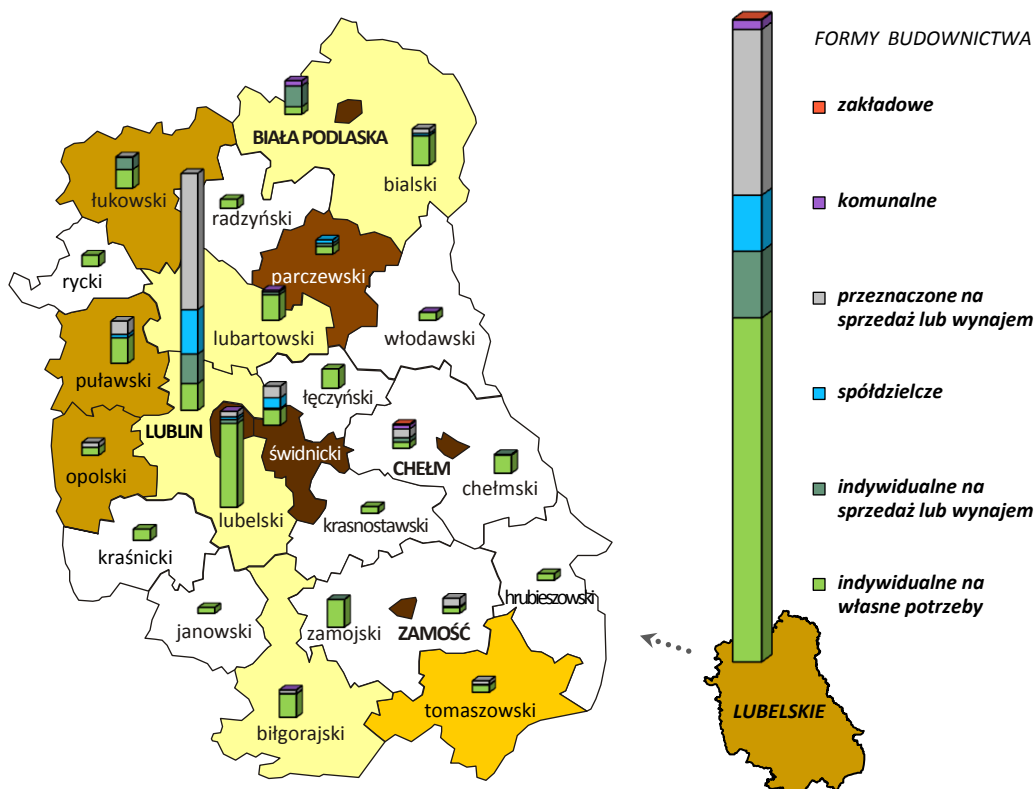 FORMY BUDOWNICTWA
zakładowe
komunalne
przeznaczone na
sprzedaż lub wynajem
spółdzielcze
indywidualne na
sprzedaż lub wynajem
indywidualne na
własne potrzeby
LUBELSKIE
BIAŁA PODLASKA
bialski
łukowski
radzyński
rycki
parczewski
włodawski
lubartowski
puławski
łęczyński
LUBLIN
świdnicki
CHEŁM
chełmski
opolski
lubelski
krasnostawski
kraśnicki
hrubieszowski
janowski
zamojski
ZAMOŚĆ
tomaszowski
biłgorajski